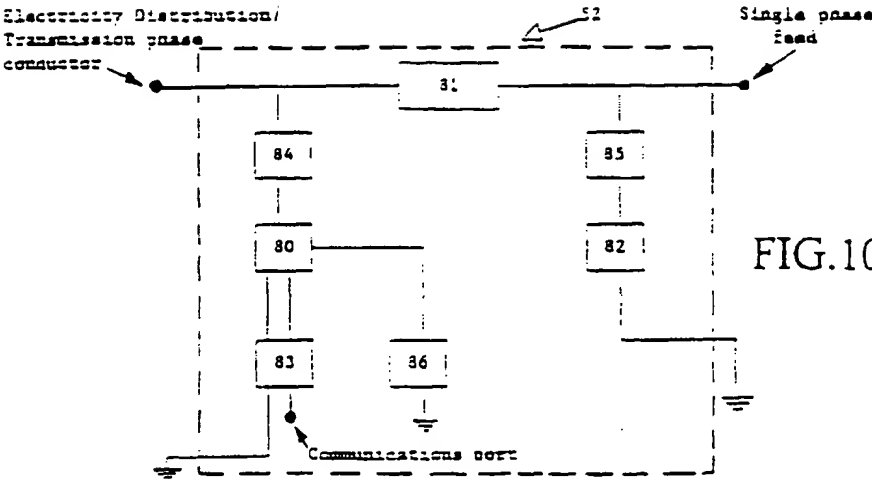 Electricity Distribution/
Transmission phase
conductor
52
Single phase
feed
81
84
85
80
82
FIG.10
83
86
Communications port